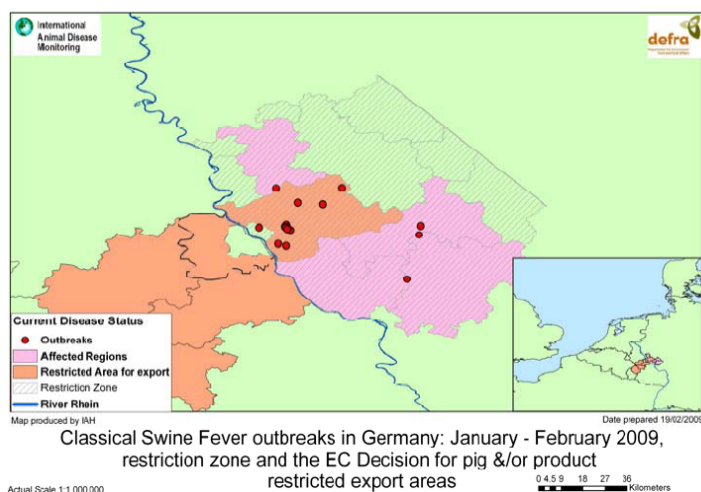 International
Animal Disease
Monitoring
defra
Current Disease Status
Outbreaks
Affected Regions
Restricted Area for export
Restriction Zone
River Rhein
Map produced by IAH
Date prepared 19/02/2009
Classical Swine Fever outbreaks in Germany: January - February 2009,
restriction zone and the EC Decision for pig &/or product
restricted export areas
Actual Scale 1:1 000 000
0 4.5 9 18 27 36
Kilometers